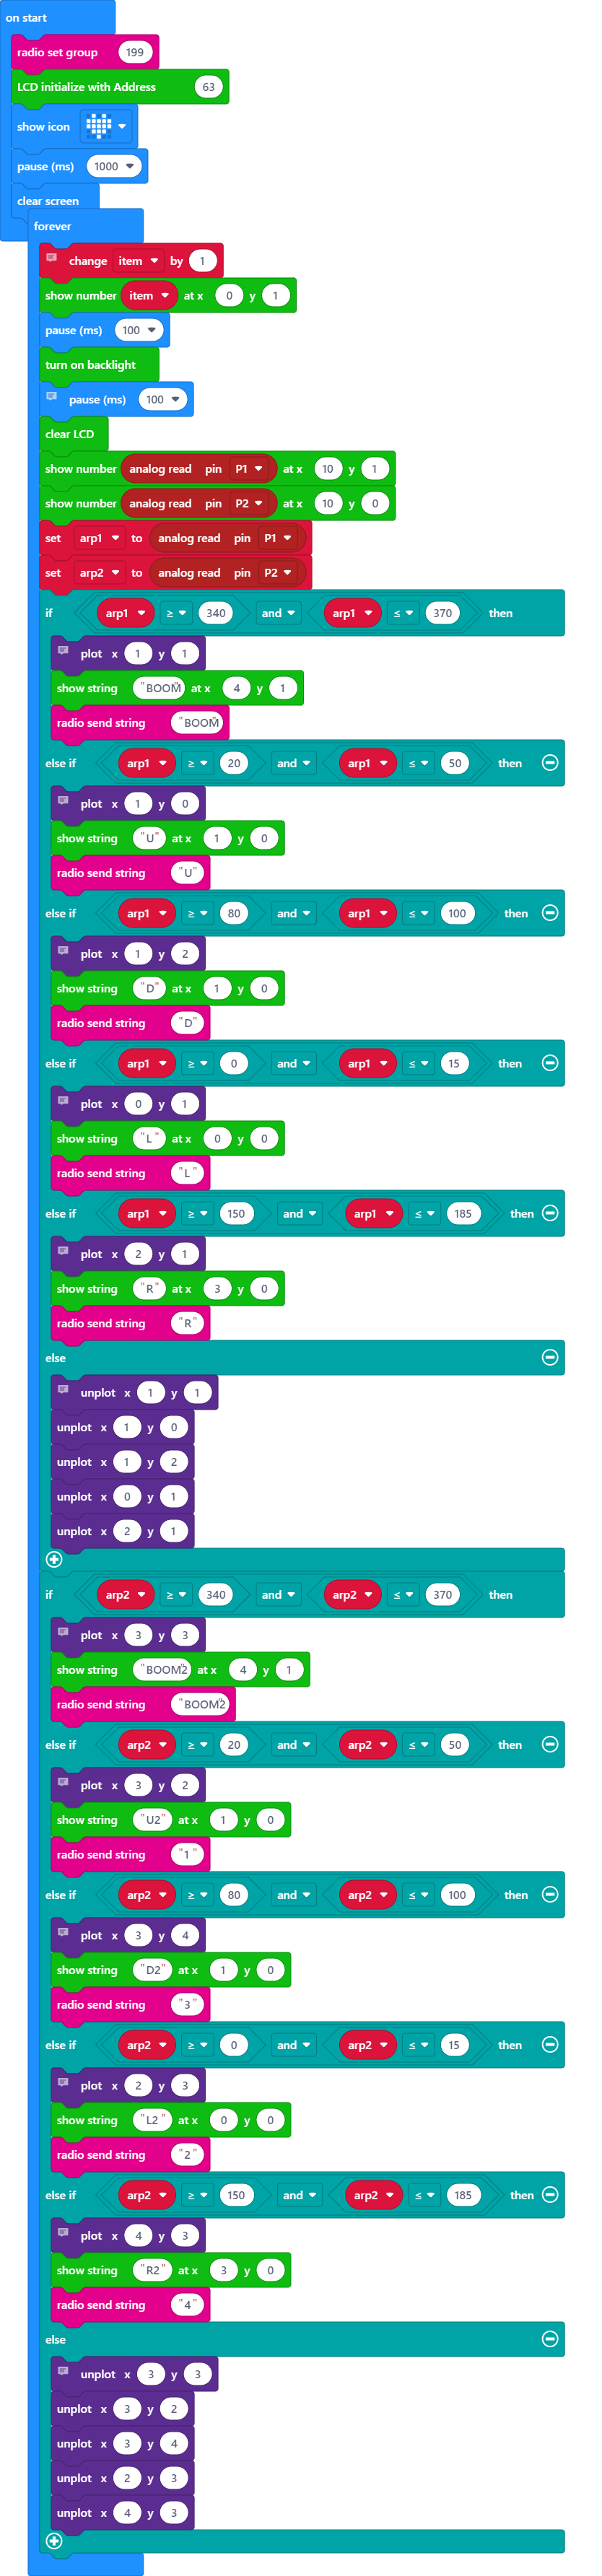 on start
radio set group 199
LCD initialize with Address 63
show icon
pause (ms) 1000
clear screen
forever
change item by 1
show number item at x 0 y 1
pause (ms) 100
turn on backlight
pause (ms) 100
clear LCD
show number analog read pin P1 at x 10 y 1
show number analog read pin P2 at x 10 y 0
set arp1 to analog read pin P1
set arp2 to analog read pin P2
if arp1 ≥ 340 and arp1 ≤ 370 then
plot x 1 y 1
show string "BOOM" at x 4 y 1
radio send string "BOOM"
else if arp1 ≥ 20 and arp1 ≤ 50 then
plot x 1 y 0
show string "U" at x 1 y 0
radio send string "U"
else if arp1 ≥ 80 and arp1 ≤ 100 then
plot x 1 y 2
show string "D" at x 1 y 0
radio send string "D"
else if arp1 ≥ 0 and arp1 ≤ 15 then
plot x 0 y 1
show string "L" at x 0 y 0
radio send string "L"
else if arp1 ≥ 150 and arp1 ≤ 185 then
plot x 2 y 1
show string "R" at x 3 y 0
radio send string "R"
else
unplot x 1 y 1
unplot x 1 y 0
unplot x 1 y 2
unplot x 0 y 1
unplot x 2 y 1
if arp2 ≥ 340 and arp2 ≤ 370 then
plot x 3 y 3
show string "BOOM2" at x 4 y 1
radio send string "BOOM2"
else if arp2 ≥ 20 and arp2 ≤ 50 then
plot x 3 y 2
show string "U2" at x 1 y 0
radio send string "1"
else if arp2 ≥ 80 and arp2 ≤ 100 then
plot x 3 y 4
show string "D2" at x 1 y 0
radio send string "3"
else if arp2 ≥ 0 and arp2 ≤ 15 then
plot x 2 y 3
show string "L2" at x 0 y 0
radio send string "2"
else if arp2 ≥ 150 and arp2 ≤ 185 then
plot x 4 y 3
show string "R2" at x 3 y 0
radio send string "4"
else
unplot x 3 y 3
unplot x 3 y 2
unplot x 3 y 4
unplot x 2 y 3
unplot x 4 y 3